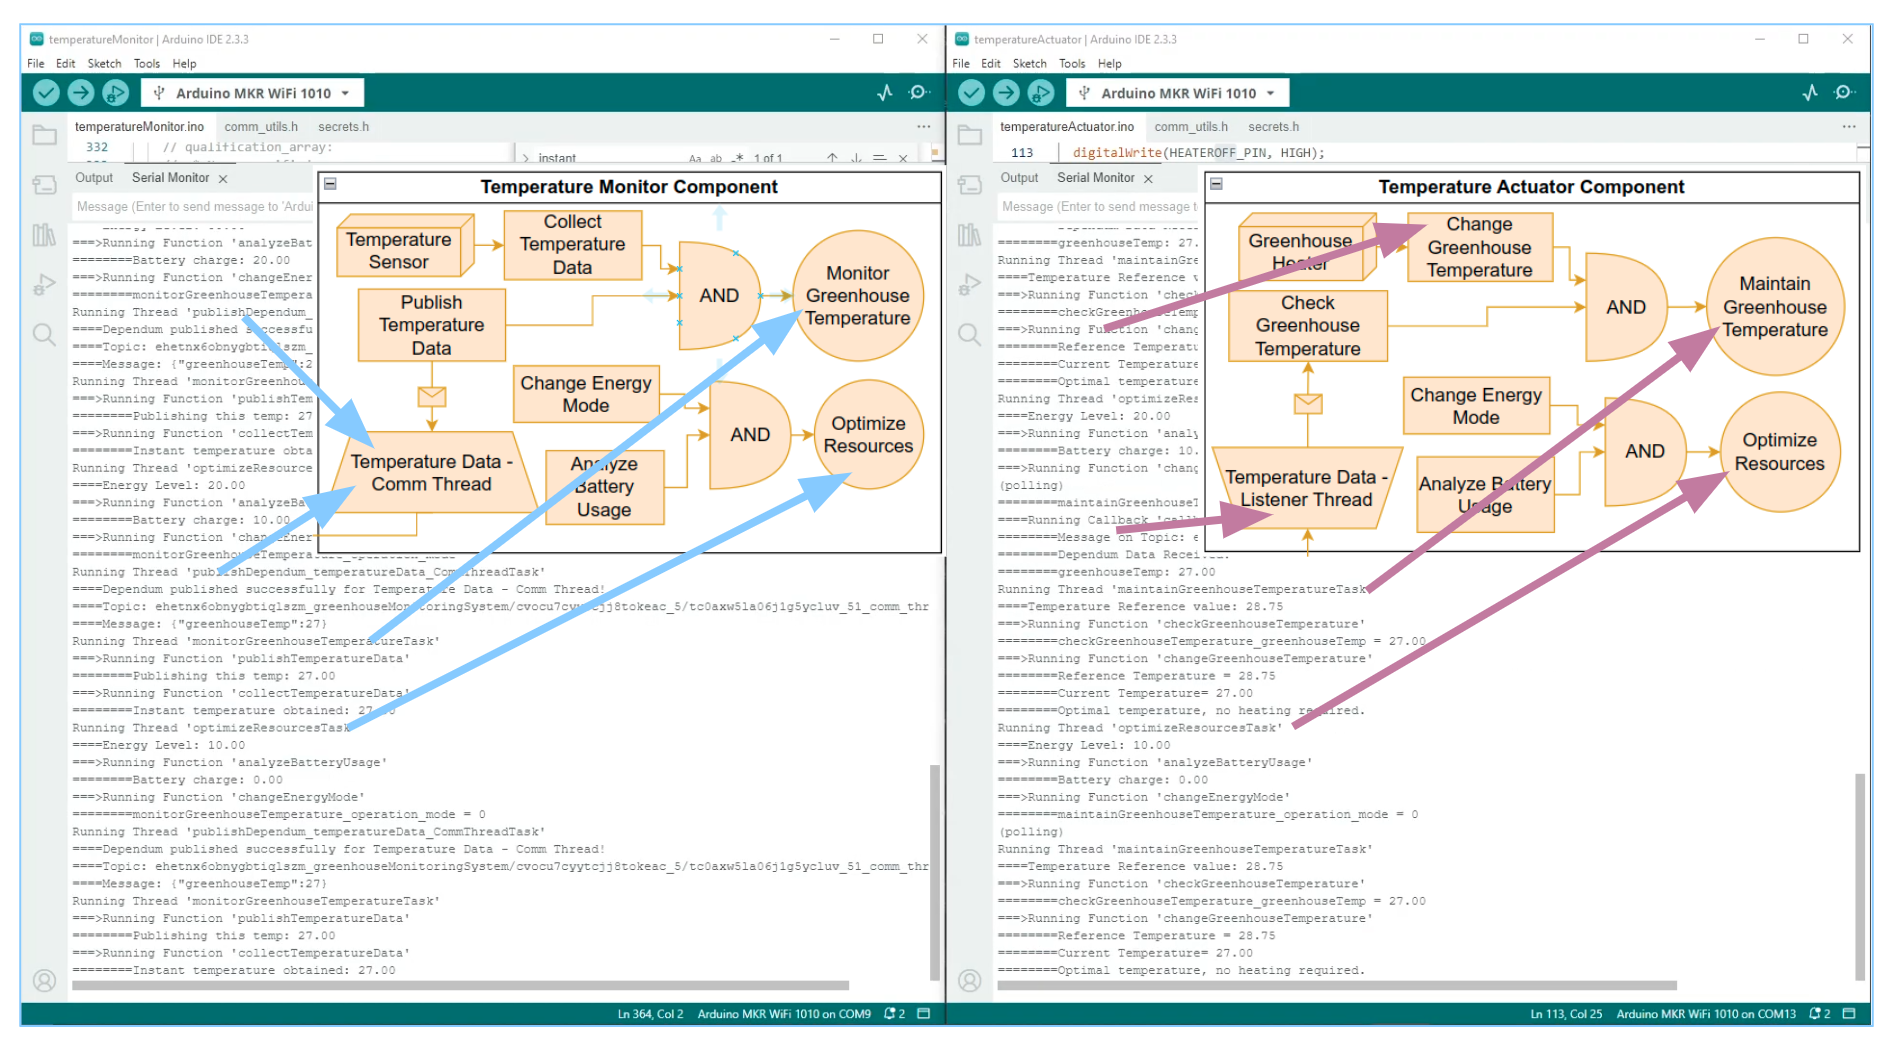 temperatureMonitor | Arduino IDE 2.3.3
File Edit Sketch Tools Help
Arduino MKR WiFi 1010
temperatureMonitor.ino comm_utils.h secrets.h
332 // qualification_array:
instant Aa ab .* 1 of 1
Output Serial Monitor
Message (Enter to send message to 'Ardui
===>Running Function 'analyzeBat
========Battery charge: 20.00
===>Running Function 'changeEner
========monitorGreenhouseTempera
Running Thread 'publishDependum_
====Dependum published successfu
====Topic: ehetnx6obnygbtiqlszm_
====Message: {"greenhouseTemp":2
Running Thread 'monitorGreenhou
===>Running Function 'publishTem
========Publishing this temp: 27
===>Running Function 'collectTem
========Instant temperature obta
Running Thread 'optimizeResource
====Energy Level: 20.00
===>Running Function 'analyzeBa
========Battery charge: 10.00
===>Running Function 'changeEner
========monitorGreenhouseTemperature_operation_mode
Running Thread 'publishDependum_temperatureData_CommThreadTask'
====Dependum published successfully for Temperature Data - Comm Thread!
====Topic: ehetnx6obnygbtiqlszm_greenhouseMonitoringSystem/cvocu7cyytcjj8tokeac_5/tc0axw5la06j1g5ycluv_51_comm_thr
====Message: {"greenhouseTemp":27}
Running Thread 'monitorGreenhouseTemperatureTask'
===>Running Function 'publishTemperatureData'
========Publishing this temp: 27.00
===>Running Function 'collectTemperatureData'
========Instant temperature obtained: 27.00
Running Thread 'optimizeResourcesTask'
====Energy Level: 10.00
===>Running Function 'analyzeBatteryUsage'
========Battery charge: 0.00
===>Running Function 'changeEnergyMode'
========monitorGreenhouseTemperature_operation_mode = 0
Running Thread 'publishDependum_temperatureData_CommThreadTask'
====Dependum published successfully for Temperature Data - Comm Thread!
====Topic: ehetnx6obnygbtiqlszm_greenhouseMonitoringSystem/cvocu7cyytcjj8tokeac_5/tc0axw5la06j1g5ycluv_51_comm_thr
====Message: {"greenhouseTemp":27}
Running Thread 'monitorGreenhouseTemperatureTask'
===>Running Function 'publishTemperatureData'
========Publishing this temp: 27.00
===>Running Function 'collectTemperatureData'
========Instant temperature obtained: 27.00
Ln 364, Col 2 Arduino MKR WiFi 1010 on COM9 2
Temperature Monitor Component
Temperature
Sensor
Collect
Temperature
Data
AND
Monitor
Greenhouse
Temperature
Publish
Temperature
Data
Change Energy
Mode
AND
Optimize
Resources
Temperature Data -
Comm Thread
Analyze
Battery
Usage
temperatureActuator | Arduino IDE 2.3.3
File Edit Sketch Tools Help
Arduino MKR WiFi 1010
temperatureActuator.ino comm_utils.h secrets.h
113 digitalWrite(HEATEROFF_PIN, HIGH);
Output Serial Monitor
Message (Enter to send message t
========greenhouseTemp: 27.
Running Thread 'maintainGre
====Temperature Reference v
===>Running Function 'chec
========checkGreenhouseTemp
===>Running Function 'chang
========Reference Temperatu
========Current Temperature
========Optimal temperature
Running Thread 'optimizeRes
====Energy Level: 20.00
===>Running Function 'analy
========Battery charge: 10.
===>Running Function 'chang
(polling)
========maintainGreenhouseT
====Running Callback 'call
========Message on Topic: e
========Dependum Data Received:
========greenhouseTemp: 27.00
Running Thread 'maintainGreenhouseTemperatureTask'
====Temperature Reference value: 28.75
===>Running Function 'checkGreenhouseTemperature'
========checkGreenhouseTemperature_greenhouseTemp = 27.00
===>Running Function 'changeGreenhouseTemperature'
========Reference Temperature = 28.75
========Current Temperature= 27.00
========Optimal temperature, no heating required.
Running Thread 'optimizeResourcesTask'
====Energy Level: 10.00
===>Running Function 'analyzeBatteryUsage'
========Battery charge: 0.00
===>Running Function 'changeEnergyMode'
========maintainGreenhouseTemperature_operation_mode = 0
(polling)
Running Thread 'maintainGreenhouseTemperatureTask'
====Temperature Reference value: 28.75
===>Running Function 'checkGreenhouseTemperature'
========checkGreenhouseTemperature_greenhouseTemp = 27.00
===>Running Function 'changeGreenhouseTemperature'
========Reference Temperature = 28.75
========Current Temperature= 27.00
========Optimal temperature, no heating required.
Ln 113, Col 25 Arduino MKR WiFi 1010 on COM13 2
Temperature Actuator Component
Greenhouse
Heater
Change
Greenhouse
Temperature
AND
Maintain
Greenhouse
Temperature
Check
Greenhouse
Temperature
Change Energy
Mode
AND
Optimize
Resources
Temperature Data -
Listener Thread
Analyze Battery
Usage